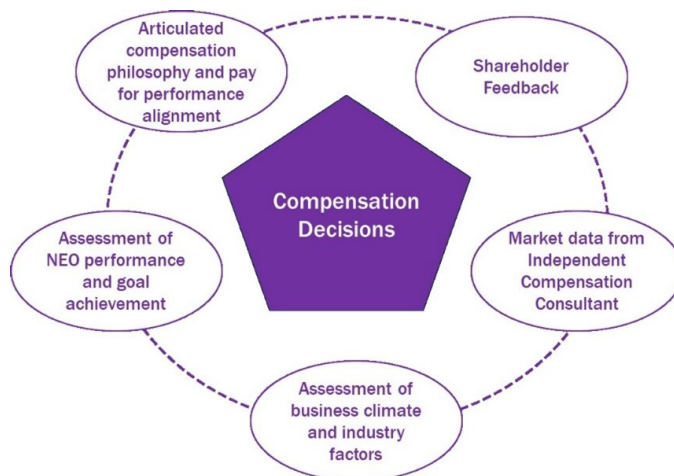 Articulated
compensation
philosophy and pay
for performance
alignment
Shareholder
Feedback
Compensation
Decisions
Assessment of
NEO performance
and goal
achievement
Market data from
Independent
Compensation
Consultant
Assessment of
business climate
and industry
factors